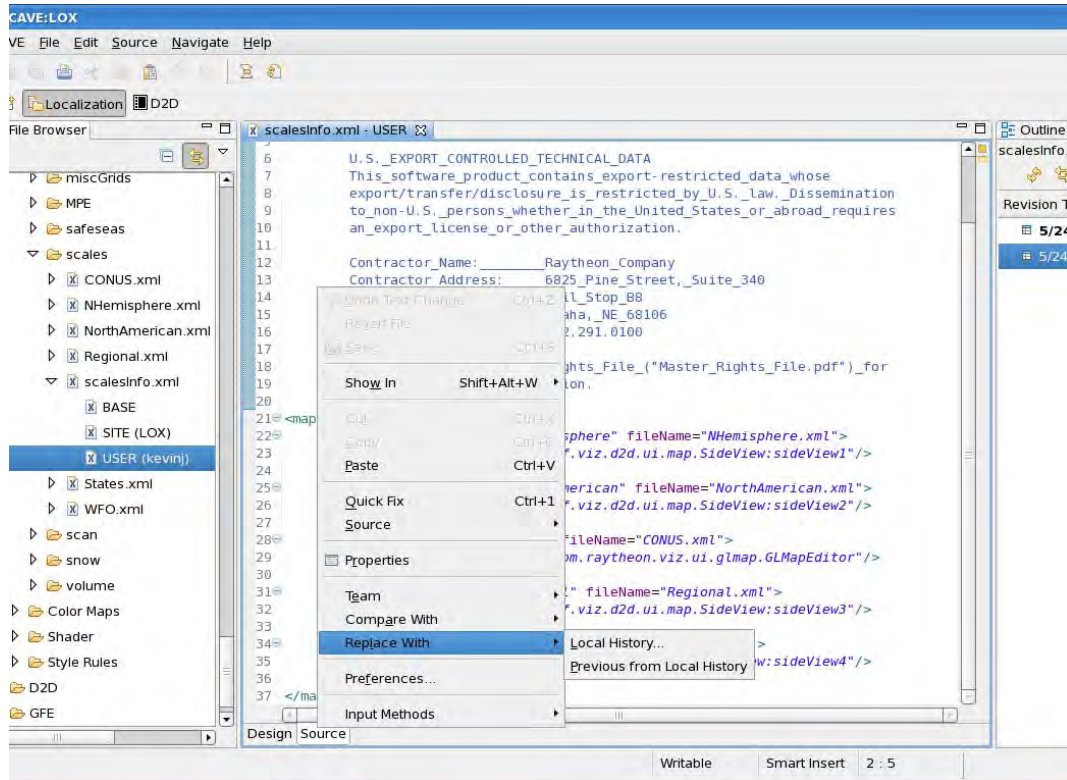 CAVE:LOX
VE File Edit Source Navigate Help
Localization D2D
File Browser
miscGrids
MPE
safeseas
scales
CONUS.xml
NHemisphere.xml
NorthAmerican.xml
Regional.xml
scalesInfo.xml
BASE
SITE (LOX)
USER (kevinj)
States.xml
WFO.xml
scan
snow
volume
Color Maps
Shader
Style Rules
D2D
GFE
scalesInfo.xml - USER
6 U.S._EXPORT_CONTROLLED_TECHNICAL_DATA
7 This_software_product_contains_export-restricted_data_whose
8 export/transfer/disclosure_is_restricted_by_U.S._law._Dissemination
9 to_non-U.S._persons_whether_in_the_United_States_or_abroad_requires
10 an_export_license_or_other_authorization.
11
12 Contractor_Name:________Raytheon_Company
13 Contractor_Address:_____6825_Pine_Street,_Suite_340
14 il_Stop_B8
15 aha,_NE_68106
16 2.291.0100
17
18 ghts_File_("Master_Rights_File.pdf")_for
19 ion.
20
21 <map
22 sphere" fileName="NHemisphere.xml">
23 f.viz.d2d.ui.map.SideView:sideView1"/>
24
25 merican" fileName="NorthAmerican.xml">
26 f.viz.d2d.ui.map.SideView:sideView2"/>
27
28 fileName="CONUS.xml">
29 om.raytheon.viz.ui.glmap.GLMapEditor"/>
30
31 l" fileName="Regional.xml">
32 f.viz.d2d.ui.map.SideView:sideView3"/>
33
34 >
35 w:sideView4"/>
36
37 </ma
Undo Text Change Ctrl+Z
Revert File
Save Ctrl+S
Show In Shift+Alt+W
Cut Ctrl+X
Copy Ctrl+C
Paste Ctrl+V
Quick Fix Ctrl+1
Source
Properties
Team
Compare With
Replace With
Preferences...
Input Methods
Local History...
Previous from Local History
Design Source
Outline
scalesInfo
Revision T
5/24
5/24
Writable Smart Insert 2 : 5